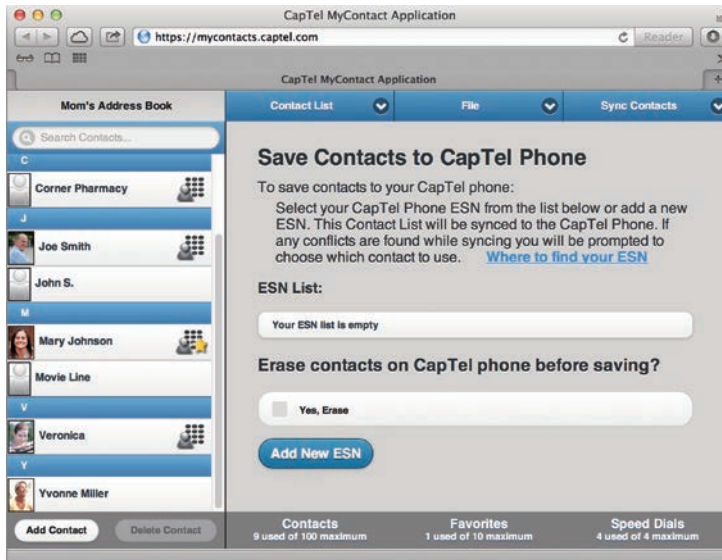 CapTel MyContact Application
https://mycontacts.captel.com
Reader
CapTel MyContact Application
Mom's Address Book
Contact List
File
Sync Contacts
Search Contacts...
C
Corner Pharmacy
J
Joe Smith
John S.
M
Mary Johnson
Movie Line
V
Veronica
Y
Yvonne Miller
Add Contact
Delete Contact
Save Contacts to CapTel Phone
To save contacts to your CapTel phone:
Select your CapTel Phone ESN from the list below or add a new
ESN. This Contact List will be synced to the CapTel Phone. If
any conflicts are found while syncing you will be prompted to
choose which contact to use. Where to find your ESN
ESN List:
Your ESN list is empty
Erase contacts on CapTel phone before saving?
Yes, Erase
Add New ESN
Contacts
9 used of 100 maximum
Favorites
1 used of 10 maximum
Speed Dials
4 used of 4 maximum